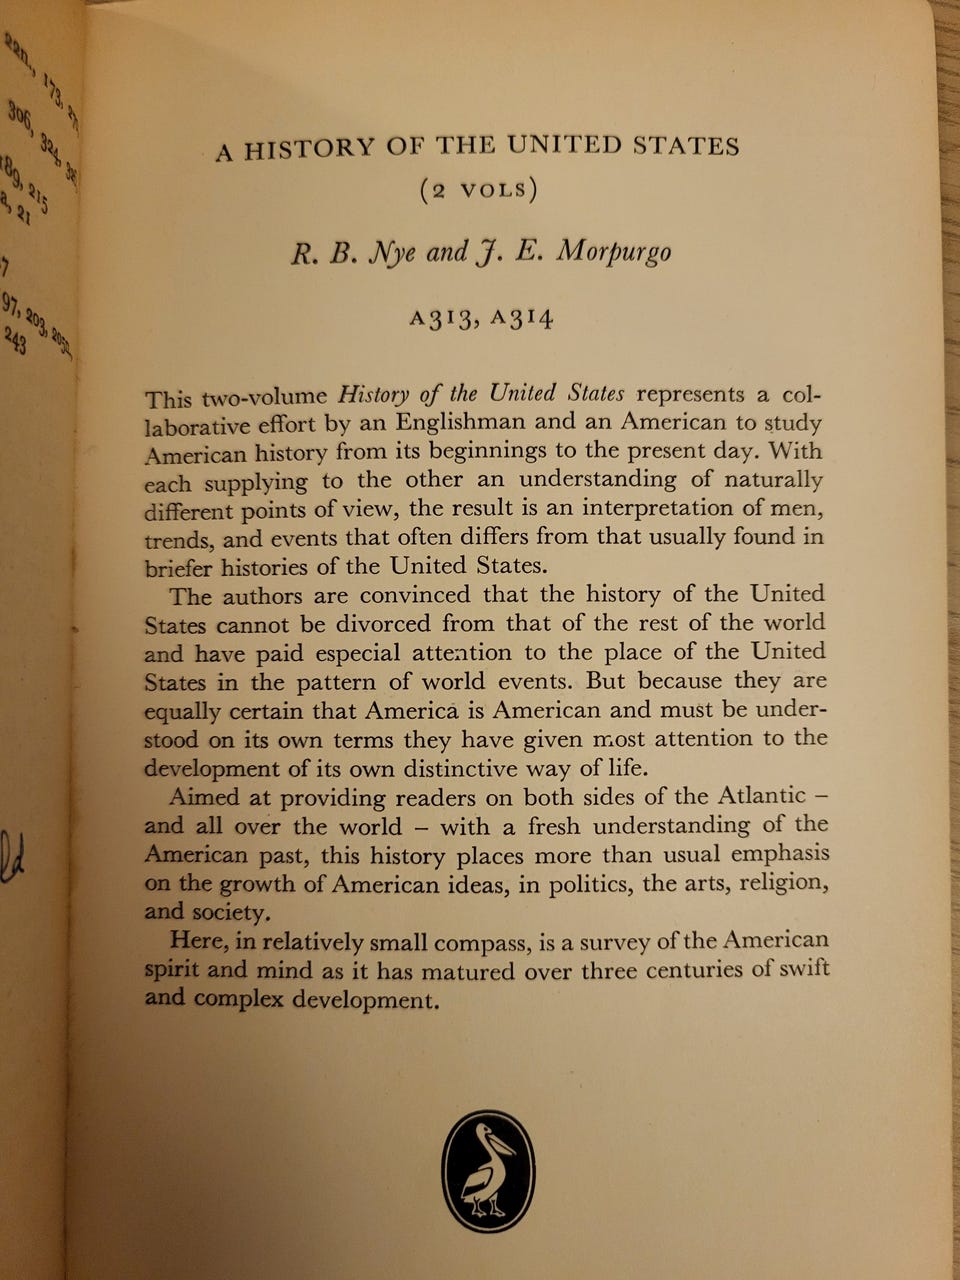 22n., 173, 
306, 324, 
189, 215
21
97, 203, 
243
A HISTORY OF THE UNITED STATES
(2 VOLS)
R. B. Nye and J. E. Morpurgo
A313, A314
This two-volume History of the United States represents a col-
laborative effort by an Englishman and an American to study
American history from its beginnings to the present day. With
each supplying to the other an understanding of naturally
different points of view, the result is an interpretation of men,
trends, and events that often differs from that usually found in
briefer histories of the United States.
The authors are convinced that the history of the United
States cannot be divorced from that of the rest of the world
and have paid especial attention to the place of the United
States in the pattern of world events. But because they are
equally certain that America is American and must be under-
stood on its own terms they have given most attention to the
development of its own distinctive way of life.
Aimed at providing readers on both sides of the Atlantic –
and all over the world – with a fresh understanding of the
American past, this history places more than usual emphasis
on the growth of American ideas, in politics, the arts, religion,
and society.
Here, in relatively small compass, is a survey of the American
spirit and mind as it has matured over three centuries of swift
and complex development.